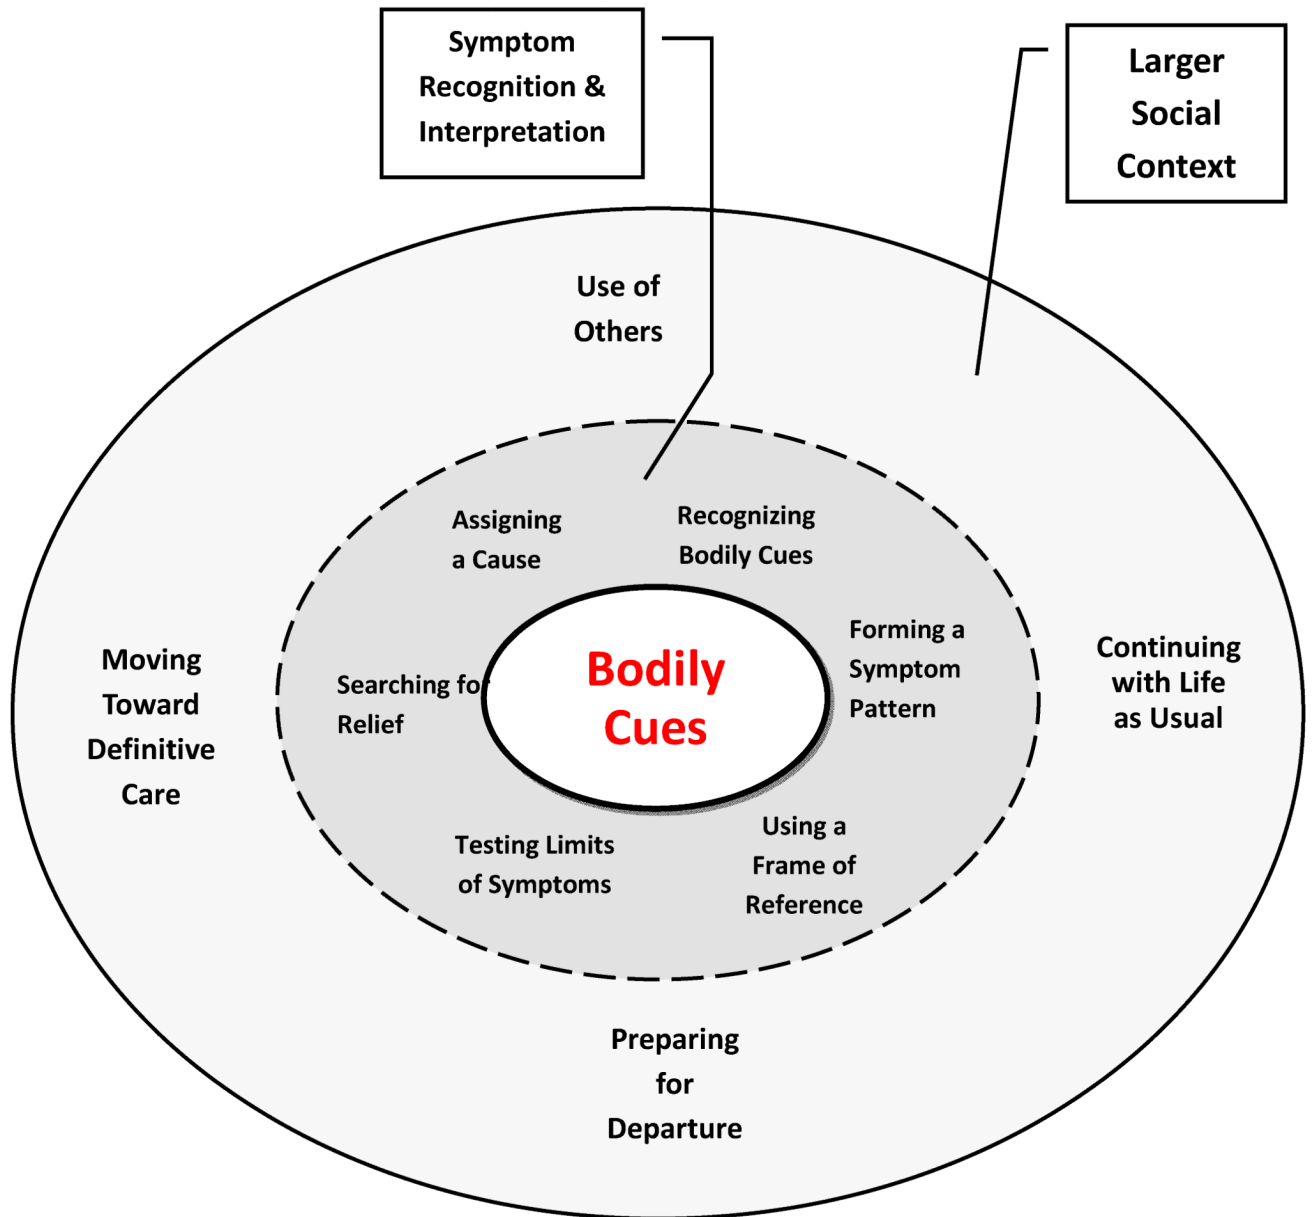 Symptom
Recognition &
Interpretation
Larger
Social
Context
Use of
Others
Assigning
a Cause
Recognizing
Bodily Cues
Moving
Toward
Definitive
Care
Searching for
Relief
Bodily
Cues
Forming a
Symptom
Pattern
Continuing
with Life
as Usual
Testing Limits
of Symptoms
Using a
Frame of
Reference
Preparing
for
Departure